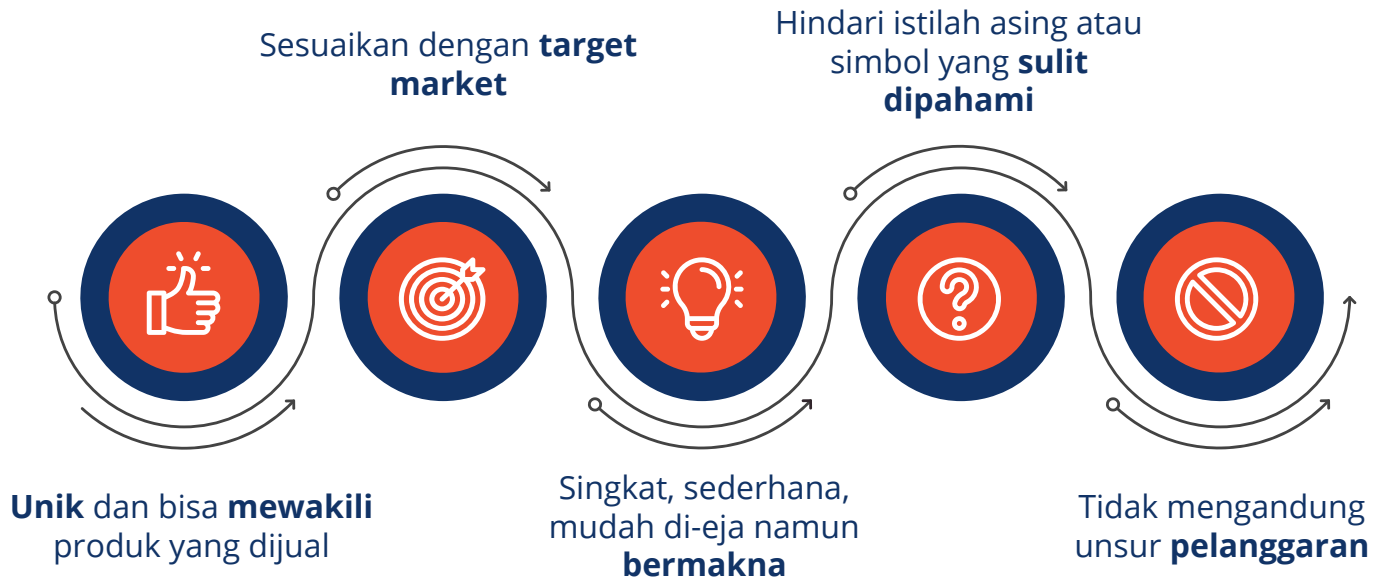 Unik dan bisa mewakili
produk yang dijual
Sesuaikan dengan target
market
Singkat, sederhana,
mudah di-eja namun
bermakna
Hindari istilah asing atau
simbol yang sulit
dipahami
Tidak mengandung
unsur pelanggaran